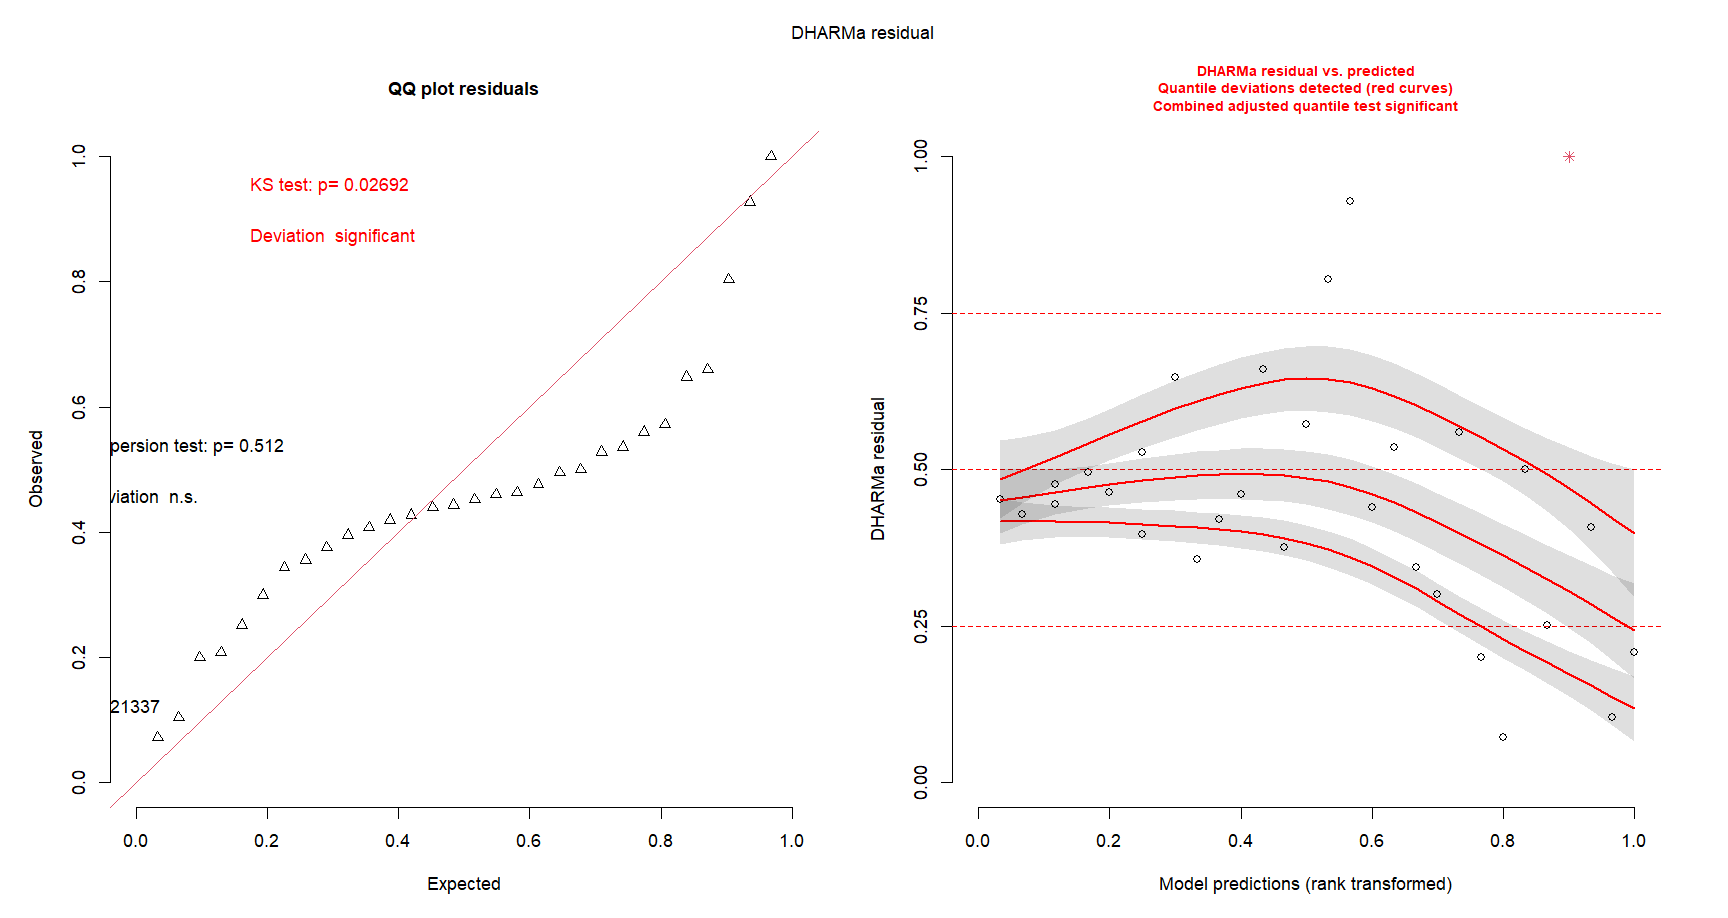 DHARMa residual
QQ plot residuals
KS test: p= 0.02692
Deviation  significant
persion test: p= 0.512
viation  n.s.
21337
Observed
0.0
0.2
0.4
0.6
0.8
1.0
0.0 0.2 0.4 0.6 0.8 1.0
Expected
DHARMa residual vs. predicted
Quantile deviations detected (red curves)
Combined adjusted quantile test significant
DHARMa residual
0.00
0.25
0.50
0.75
1.00
0.0 0.2 0.4 0.6 0.8 1.0
Model predictions (rank transformed)